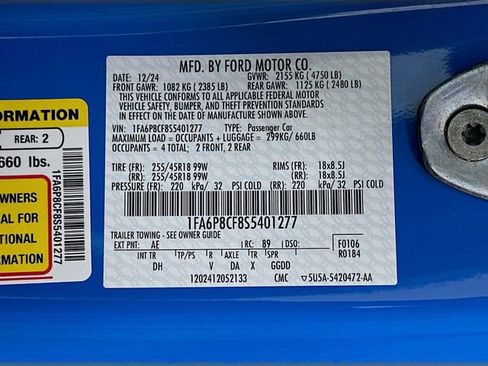 MFD. BY FORD MOTOR CO.
DATE: 12/24 GVWR: 2155 KG (4750 LB)
FRONT GAWR: 1082 KG (2385 LB) REAR GAWR: 1125 KG (2480 LB)
THIS VEHICLE CONFORMS TO ALL APPLICABLE FEDERAL MOTOR
VEHICLE SAFETY, BUMPER, AND THEFT PREVENTION STANDARDS
IN EFFECT ON THE DATE OF MANUFACTURE SHOWN ABOVE.
VIN: 1FA6P8CF8S5401277 TYPE: Passenger Car
MAXIMUM LOAD = OCCUPANTS + LUGGAGE = 299KG/ 660LB
OCCUPANTS = 4 TOTAL; 2 FRONT, 2 REAR
TIRE (FR): 255/45R18 99W RIMS (FR): 18x8.5J
(RR): 255/45R18 99W (RR): 18x8.5J
PRESSURE (FR): 220 kPa/ 32 PSI COLD (RR): 220 kPa/ 32 PSI COLD
1FA6P8CF8S5401277
TRAILER TOWING - SEE OWNER GUIDE
EXT PNT: AE RC: 89 DSO: F0106
INT TR TP/PS R AXLE TR SPR R0184
DH V DA X GGDD
1202412052133 CMC 5U5A-5420472-AA
FORMATION
REAR: 2
660 lbs.
OWNERS
AL FOR
TIONAL
MATION
1FA6P8CF8S5401277